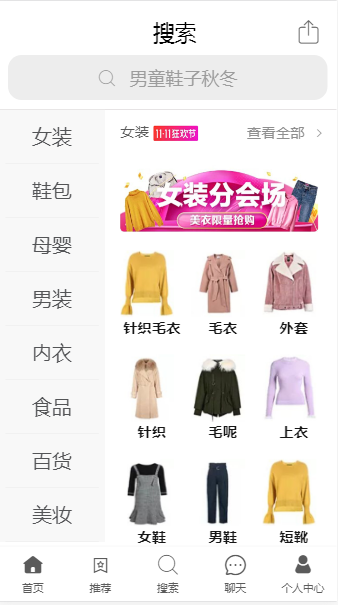 搜索
男童鞋子秋冬
女装
鞋包
母婴
男装
内衣
食品
百货
美妆
女装 11·11狂欢节 查看全部
女装分会场
美衣限量抢购
针织毛衣 毛衣 外套
针织 毛呢 上衣
女鞋 男鞋 短靴
首页 推荐 搜索 聊天 个人中心